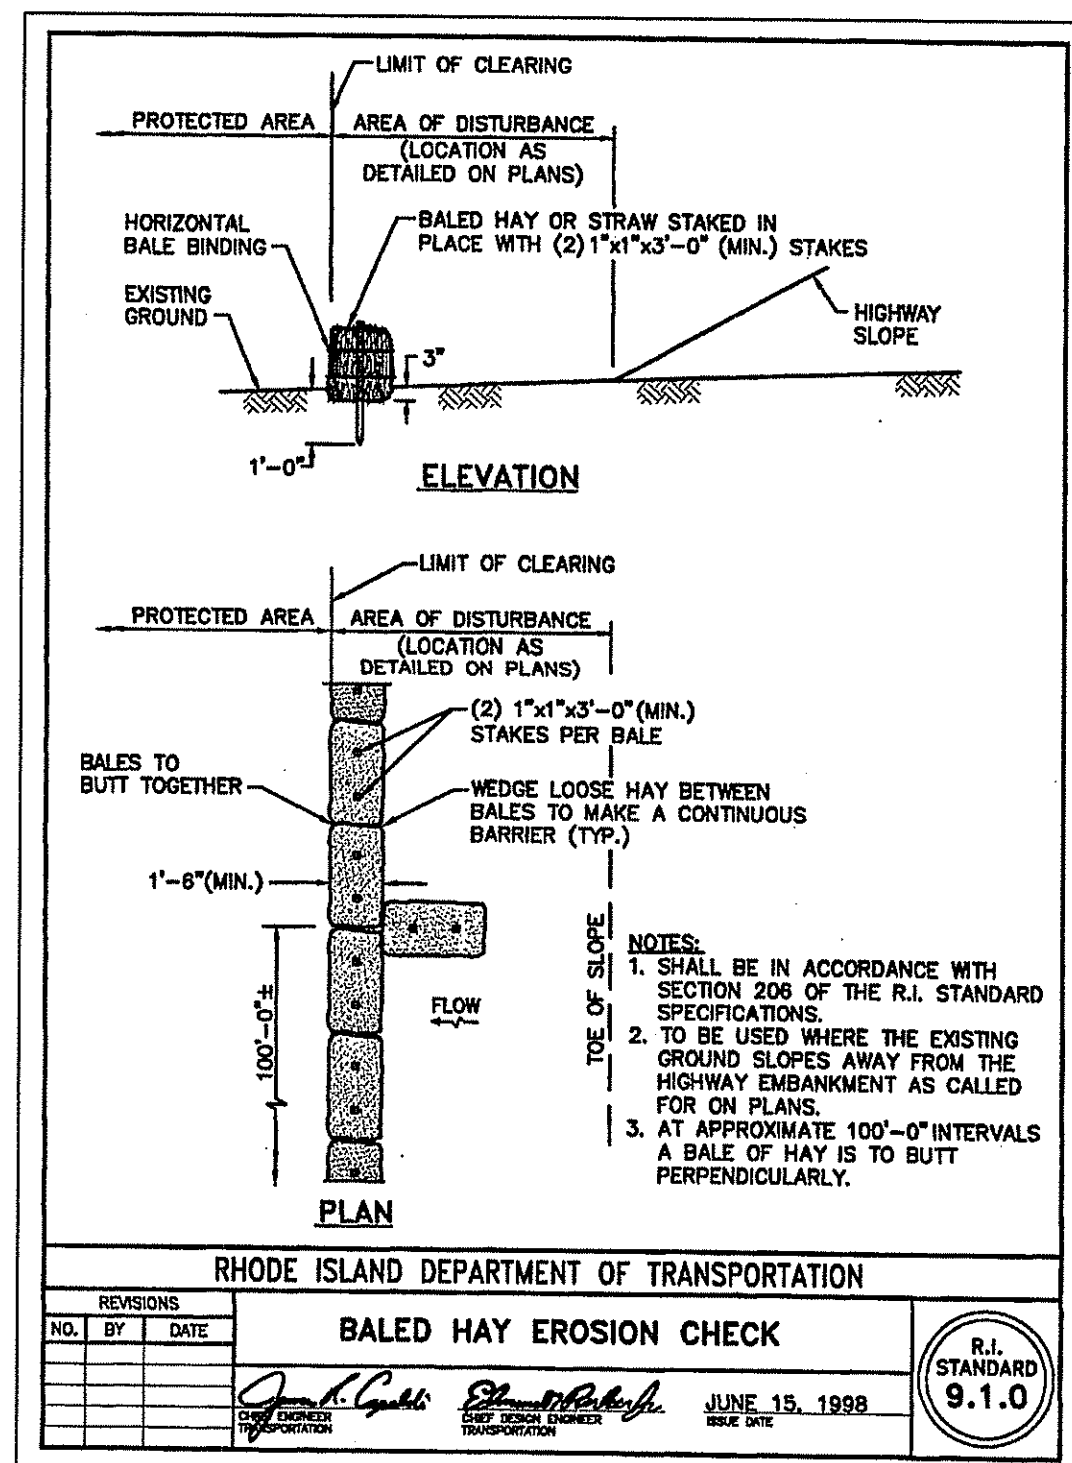 LIMIT OF CLEARING
PROTECTED AREA
AREA OF DISTURBANCE
(LOCATION AS
DETAILED ON PLANS)
HORIZONTAL
BALE BINDING
BALED HAY OR STRAW STAKED IN
PLACE WITH (2) 1"x1"x3'-0" (MIN.) STAKES
EXISTING
GROUND
HIGHWAY
SLOPE
3"
1'-0"
ELEVATION
LIMIT OF CLEARING
PROTECTED AREA
AREA OF DISTURBANCE
(LOCATION AS
DETAILED ON PLANS)
(2) 1"x1"x3'-0"(MIN.)
STAKES PER BALE
BALES TO
BUTT TOGETHER
WEDGE LOOSE HAY BETWEEN
BALES TO MAKE A CONTINUOUS
BARRIER (TYP.)
1'-6"(MIN.)
100'-0"±
FLOW
TOE OF SLOPE
NOTES:
1. SHALL BE IN ACCORDANCE WITH
SECTION 206 OF THE R.I. STANDARD
SPECIFICATIONS.
2. TO BE USED WHERE THE EXISTING
GROUND SLOPES AWAY FROM THE
HIGHWAY EMBANKMENT AS CALLED
FOR ON PLANS.
3. AT APPROXIMATE 100'-0" INTERVALS
A BALE OF HAY IS TO BUTT
PERPENDICULARLY.
PLAN
RHODE ISLAND DEPARTMENT OF TRANSPORTATION
REVISIONS
NO. BY DATE
BALED HAY EROSION CHECK
CHIEF ENGINEER
TRANSPORTATION
CHIEF DESIGN ENGINEER
TRANSPORTATION
JUNE 15, 1998
ISSUE DATE
R.I.
STANDARD
9.1.0